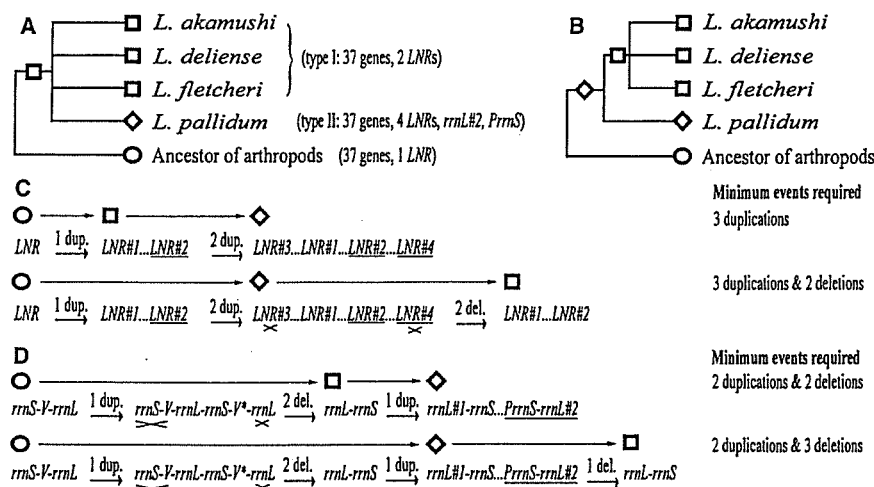 A
L. akamushi
L. deliense
L. fletcheri
(type I: 37 genes, 2 LNRs)
L. pallidum (type II: 37 genes, 4 LNRs, rrnL#2, PrrnS)
Ancestor of arthropods (37 genes, 1 LNR)
B
L. akamushi
L. deliense
L. fletcheri
L. pallidum
Ancestor of arthropods
C
Minimum events required
3 duplications
LNR 1 dup. LNR#1...LNR#2 2 dup. LNR#3...LNR#1...LNR#2...LNR#4
3 duplications & 2 deletions
LNR 1 dup. LNR#1...LNR#2 2 dup. LNR#3...LNR#1...LNR#2...LNR#4 2 del. LNR#1...LNR#2
D
Minimum events required
2 duplications & 2 deletions
rrnS-V-rrnL 1 dup. rrnS-V-rrnL-rrnS-V*-rrnL 2 del. rrnL-rrnS 1 dup. rrnL#1-rrnS...PrrnS-rrnL#2
2 duplications & 3 deletions
rrnS-V-rrnL 1 dup. rrnS-V-rrnL-rrnS-V*-rrnL 2 del. rrnL-rrnS 1 dup. rrnL#1-rrnS...PrrnS-rrnL#2 1 del. rrnL-rrnS